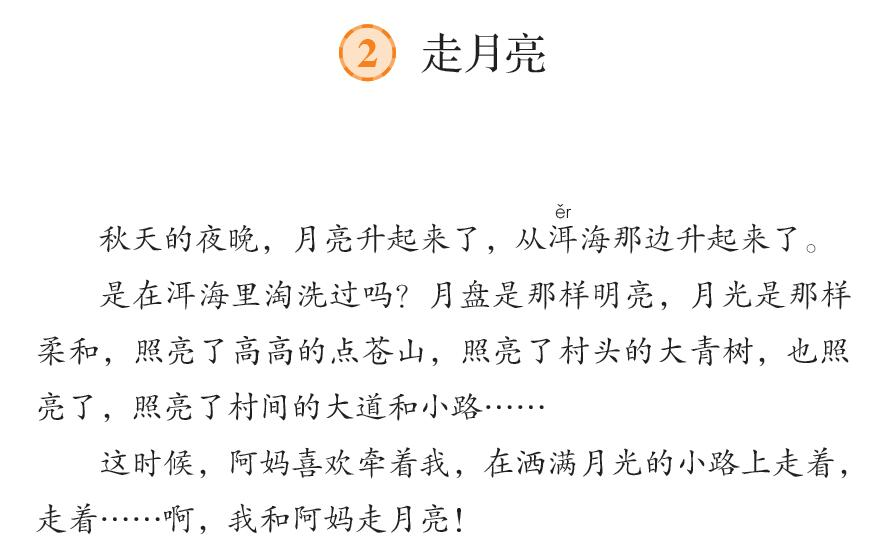 2 走月亮
ěr
秋天的夜晚，月亮升起来了，从洱海那边升起来了。
是在洱海里淘洗过吗？月盘是那样明亮，月光是那样
柔和，照亮了高高的点苍山，照亮了村头的大青树，也照
亮了，照亮了村间的大道和小路……
这时候，阿妈喜欢牵着我，在洒满月光的小路上走着，
走着……啊，我和阿妈走月亮！